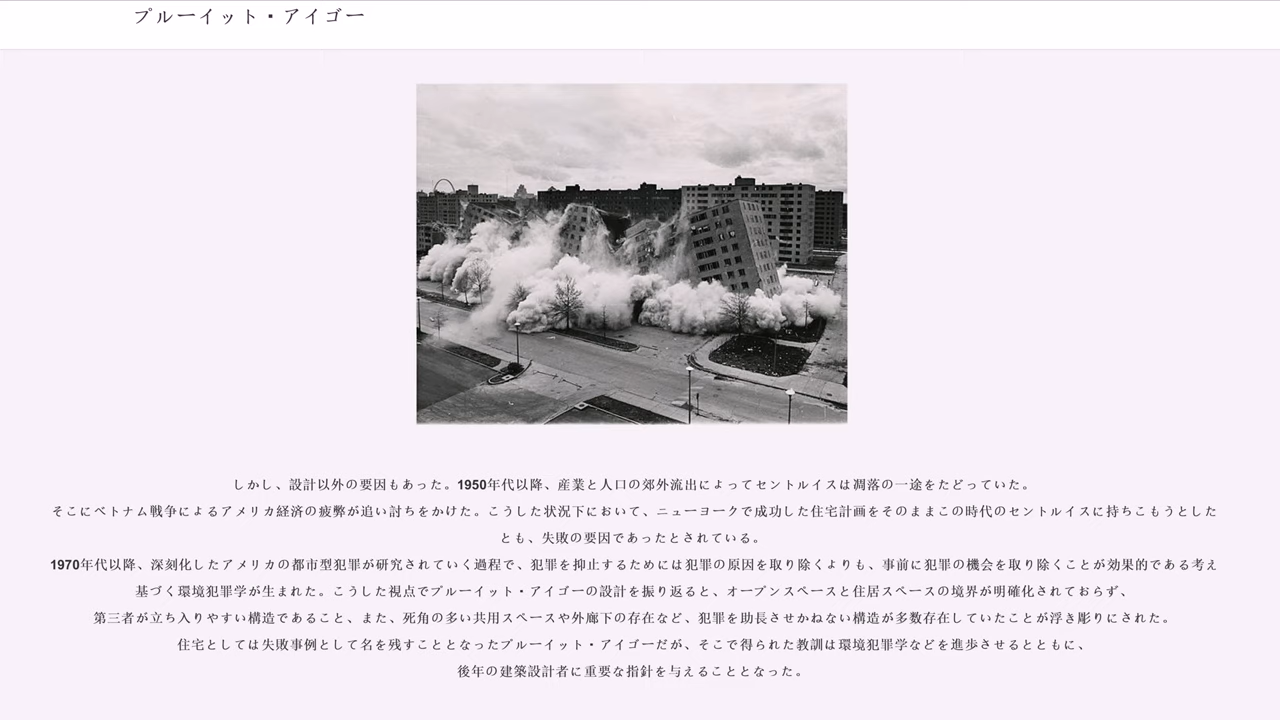 プルーイット・アイゴー
しかし、設計以外の要因もあった。1950年代以降、産業と人口の郊外流出によってセントルイスは凋落の一途をたどっていた。
そこにベトナム戦争によるアメリカ経済の疲弊が追い討ちをかけた。こうした状況下において、ニューヨークで成功した住宅計画をそのままこの時代のセントルイスに持ちこもうとした
とも、失敗の要因であったとされている。
1970年代以降、深刻化したアメリカの都市型犯罪が研究されていく過程で、犯罪を抑止するためには犯罪の原因を取り除くよりも、事前に犯罪の機会を取り除くことが効果的である考え
基づく環境犯罪学が生まれた。こうした視点でプルーイット・アイゴーの設計を振り返ると、オープンスペースと住居スペースの境界が明確化されておらず、
第三者が立ち入りやすい構造であること、また、死角の多い共用スペースや外廊下の存在など、犯罪を助長させかねない構造が多数存在していたことが浮き彫りにされた。
住宅としては失敗事例として名を残すこととなったプルーイット・アイゴーだが、そこで得られた教訓は環境犯罪学などを進歩させるとともに、
後年の建築設計者に重要な指針を与えることとなった。